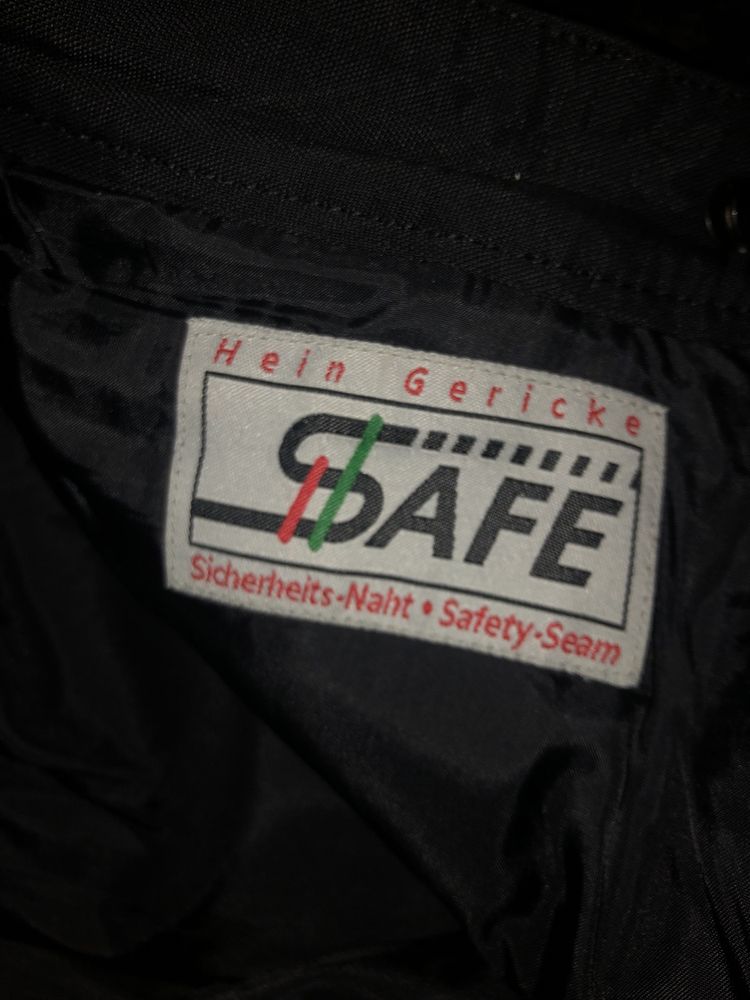 Hein Gericke
SAFE
Sicherheits-Naht • Safety-Seam